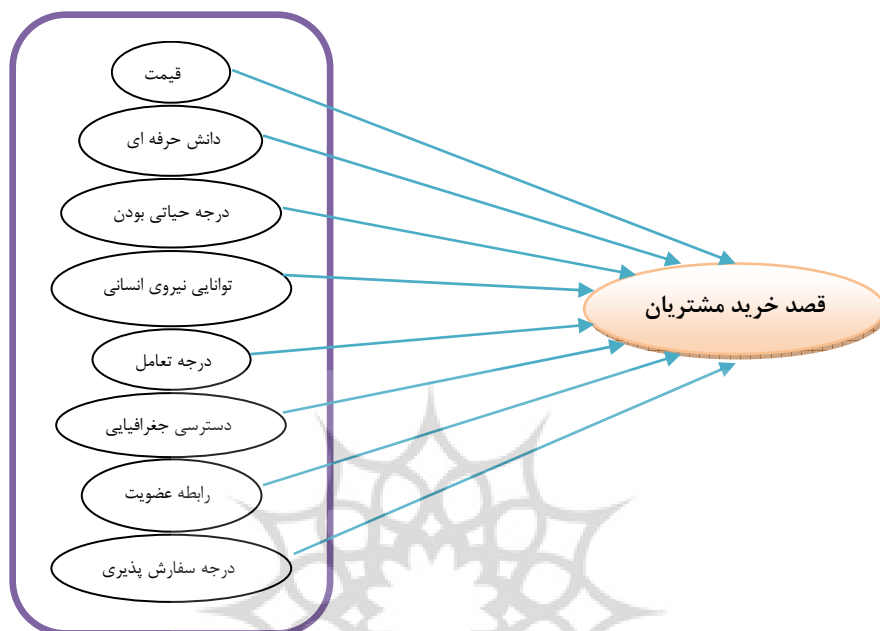 قیمت
دانش حرفه ای
درجه حیاتی بودن
توانایی نیروی انسانی
درجه تعامل
دسترسی جغرافیایی
رابطه عضویت
درجه سفارش پذیری
قصد خرید مشتریان